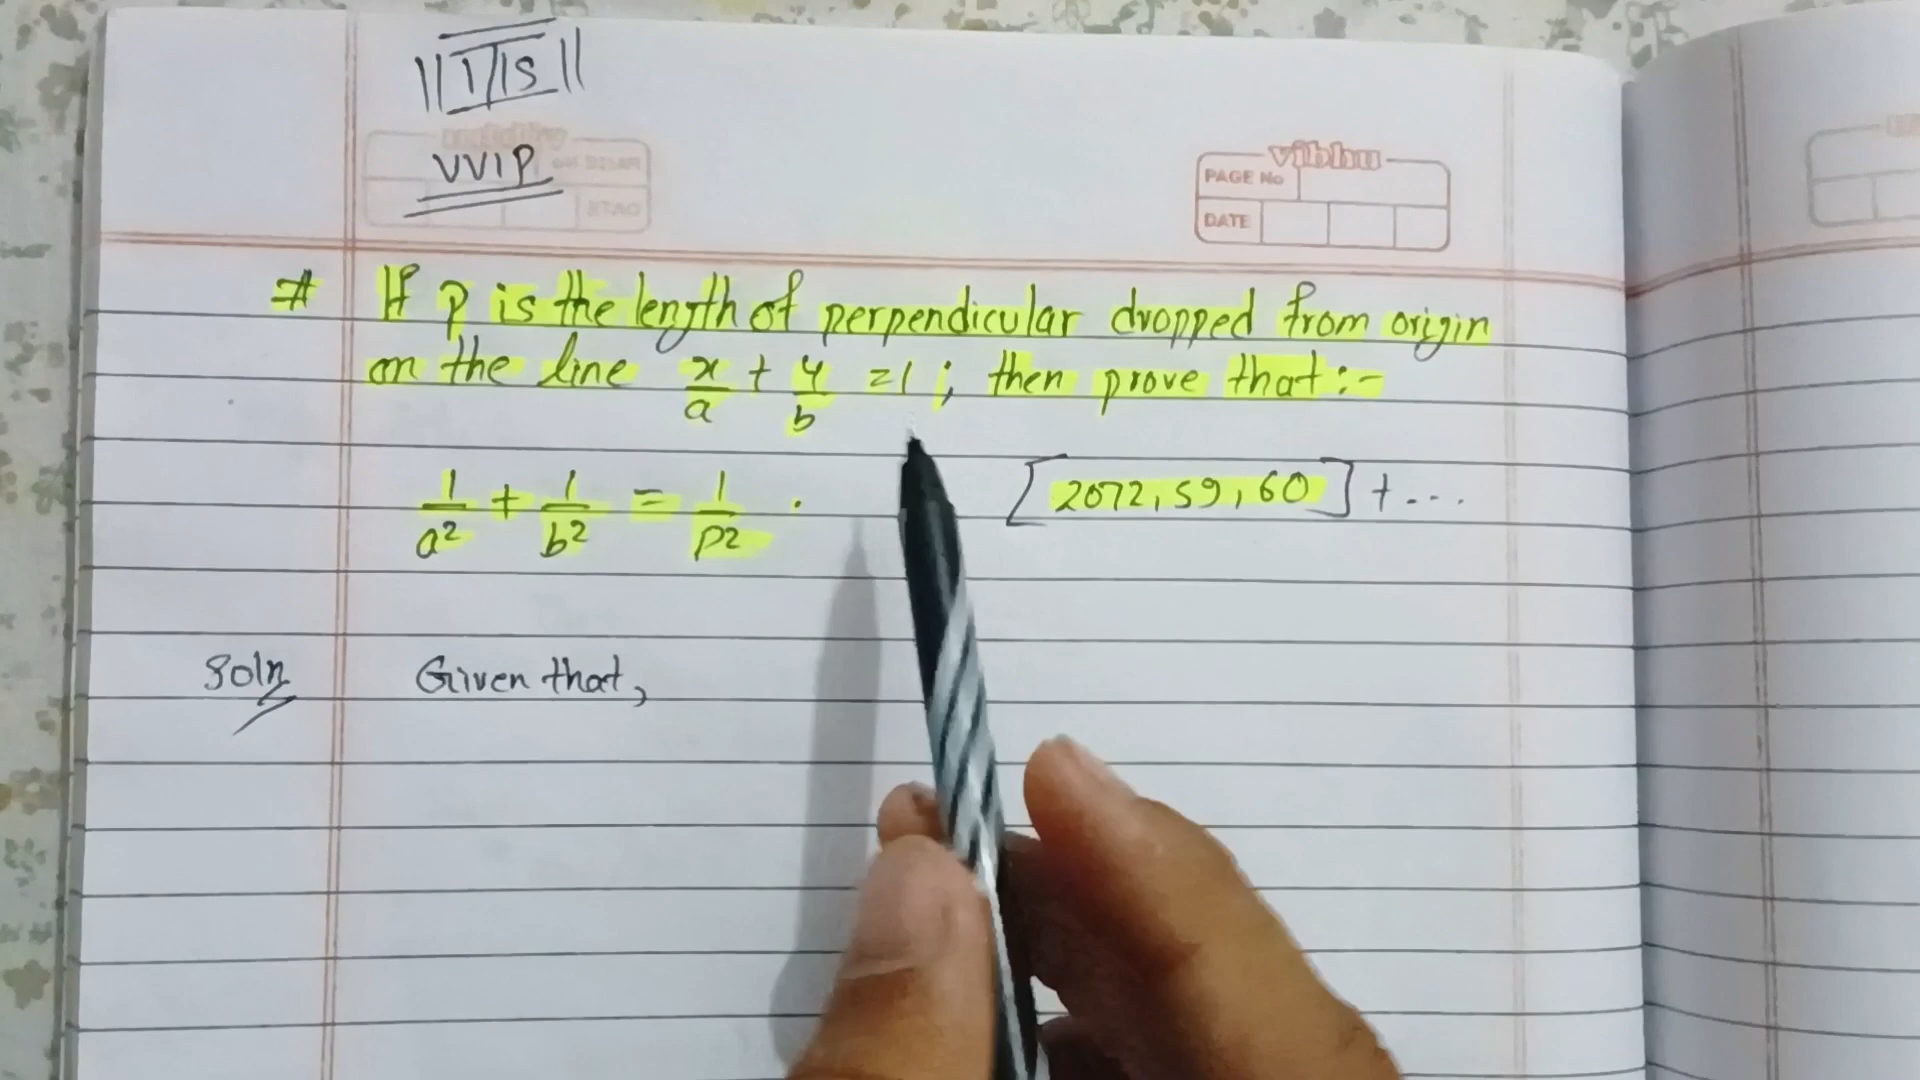 ||1/1S||
VVIP
vibhu
PAGE No
DATE
# If P is the length of perpendicular dropped from origin
on the line x/a + y/b =1; then prove that:-
1/a² + 1/b² = 1/P² . [2072,59,60]+...
Soln Given that,